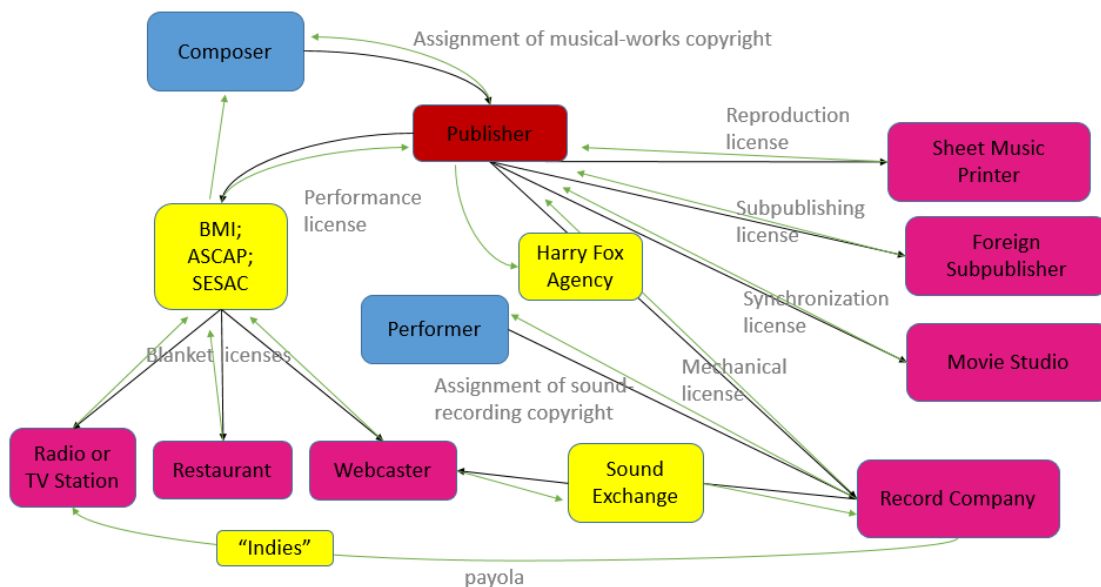 Composer
Assignment of musical-works copyright
Publisher
Reproduction
license
Sheet Music
Printer
Performance
license
BMI;
ASCAP;
SESAC
Subpublishing
license
Foreign
Subpublisher
Harry Fox
Agency
Synchronization
license
Performer
Movie Studio
Blanket licenses
Mechanical
license
Assignment of sound-
recording copyright
Radio or
TV Station
Restaurant
Webcaster
Sound
Exchange
Record Company
“Indies”
payola